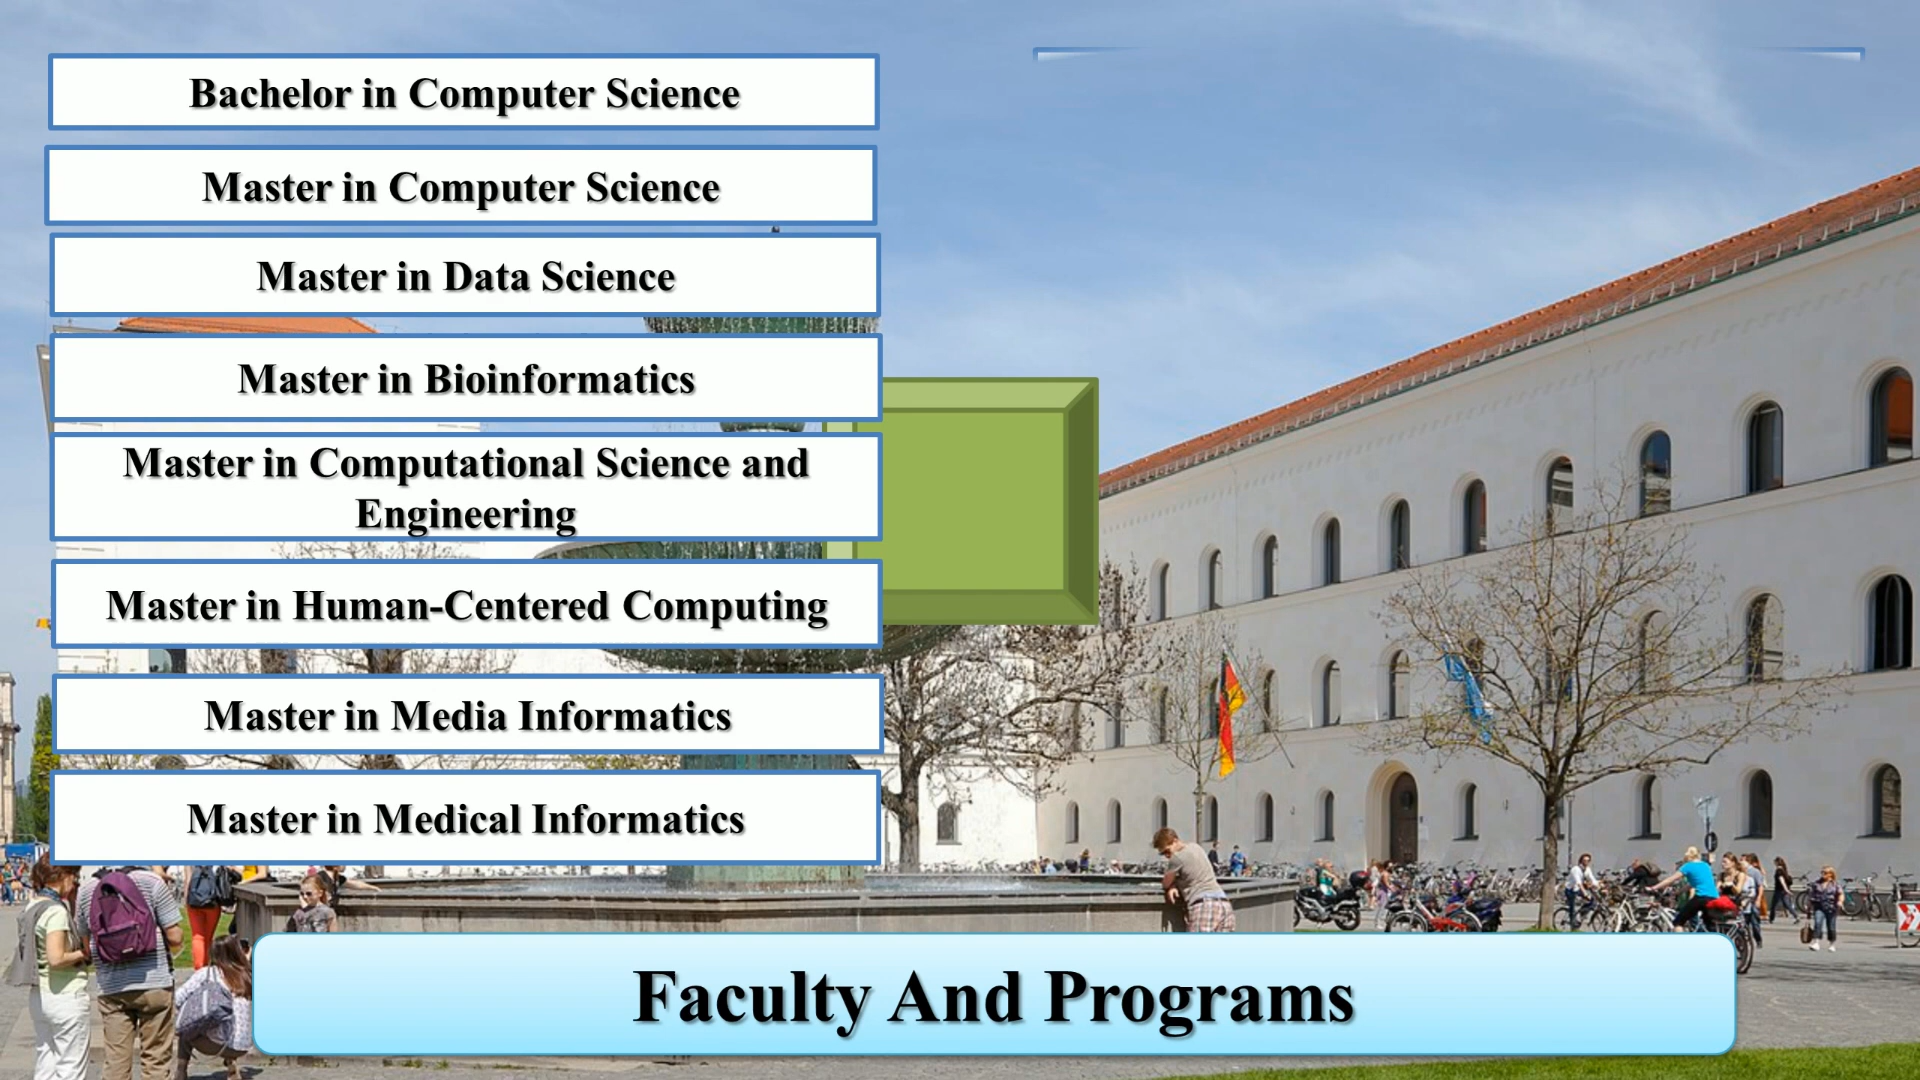 Bachelor in Computer Science
Master in Computer Science
Master in Data Science
Master in Bioinformatics
Master in Computational Science and
Engineering
Master in Human-Centered Computing
Master in Media Informatics
Master in Medical Informatics
Faculty And Programs